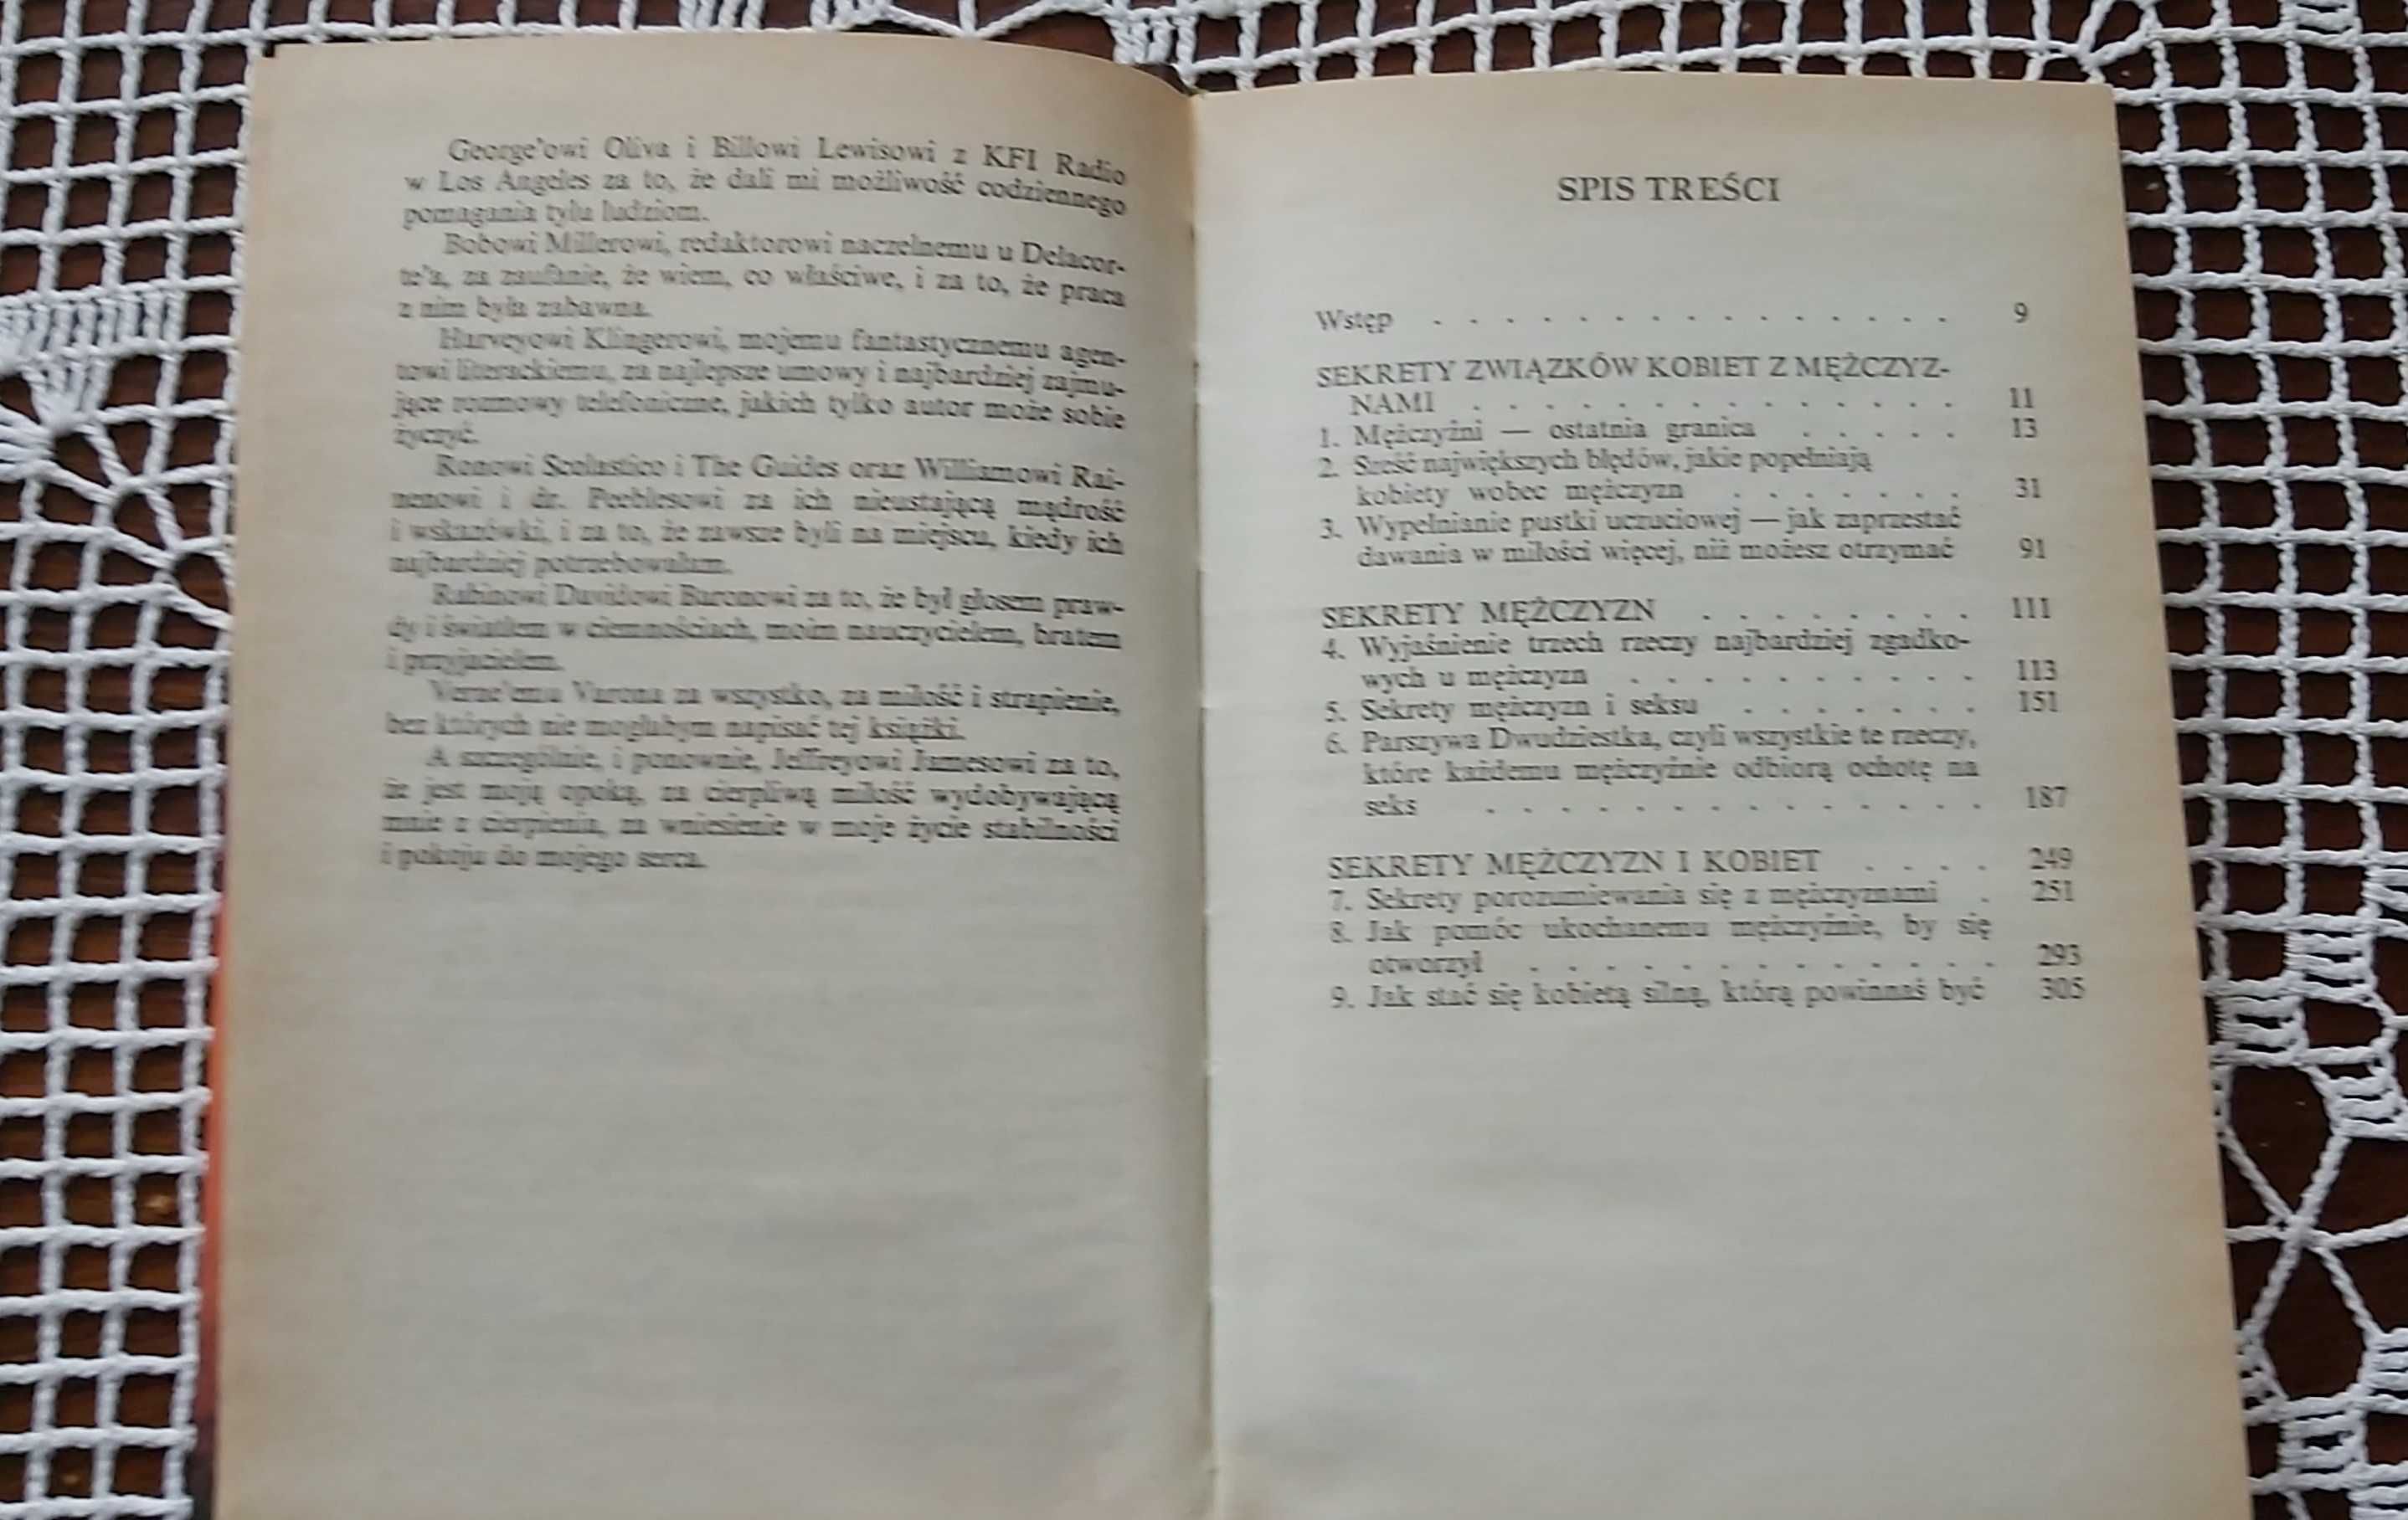 George'owi Oliva i Billowi Lewisowi z KFI Radio
w Los Angeles za to, że dali mi możliwość codziennego
pomagania tylu ludziom.
Bobowi Millerowi, redaktorowi naczelnemu u Delacor-
te'a, za zaufanie, że wiem, co właściwe, i za to, że praca
z nim była zabawna.
Harveyowi Klingerowi, mojemu fantastycznemu agen-
towi literackiemu, za najlepsze umowy i najbardziej zajmu-
jące rozmowy telefoniczne, jakich tylko autor może sobie
życzyć.
Ronowi Scolastico i The Guides oraz Williamowi Rai-
nenowi i dr. Peeblesowi za ich nieustającą mądrość
i wskazówki, i za to, że zawsze byli na miejscu, kiedy ich
najbardziej potrzebowałam.
Rabinowi Davidowi Baronowi za to, że był głosem praw-
dy i światłem w ciemnościach, moim nauczycielem, bratem
i przyjacielem.
Verne'emu Varona za wszystko, za miłość i strapienie,
bez których nie mogłabym napisać tej książki.
A szczególnie, i ponownie, Jeffreyowi Jamesowi za to,
że jest moją opoką, za cierpliwą miłość wydobywającą
mnie z cierpienia, za wniesienie w moje życie stabilności
i pokoju do mojego serca.
SPIS TREŚCI
Wstęp . . . . . . . . . . . . . . . . 9
SEKRETY ZWIĄZKÓW KOBIET Z MĘŻCZYZ-
NAMI . . . . . . . . . . . . . . 11
1. Mężczyźni — ostatnia granica . . . . . 13
2. Sześć największych błędów, jakie popełniają
kobiety wobec mężczyzn . . . . . . . 31
3. Wypełnianie pustki uczuciowej — jak zaprzestać
dawania w miłości więcej, niż możesz otrzymać 91
SEKRETY MĘŻCZYZN . . . . . . . . 111
4. Wyjaśnienie trzech rzeczy najbardziej zgadko-
wych u mężczyzn . . . . . . . . . . 113
5. Sekrety mężczyzn i seksu . . . . . . . 151
6. Parszywa Dwudziestka, czyli wszystkie te rzeczy,
które każdemu mężczyźnie odbiorą ochotę na
seks . . . . . . . . . . . . . . 187
SEKRETY MĘŻCZYZN I KOBIET . . . . 249
7. Sekrety porozumiewania się z mężczyznami . 251
8. Jak pomóc ukochanemu mężczyźnie, by się
otworzył . . . . . . . . . . . . . 293
9. Jak stać się kobietą silną, którą powinnaś być 305